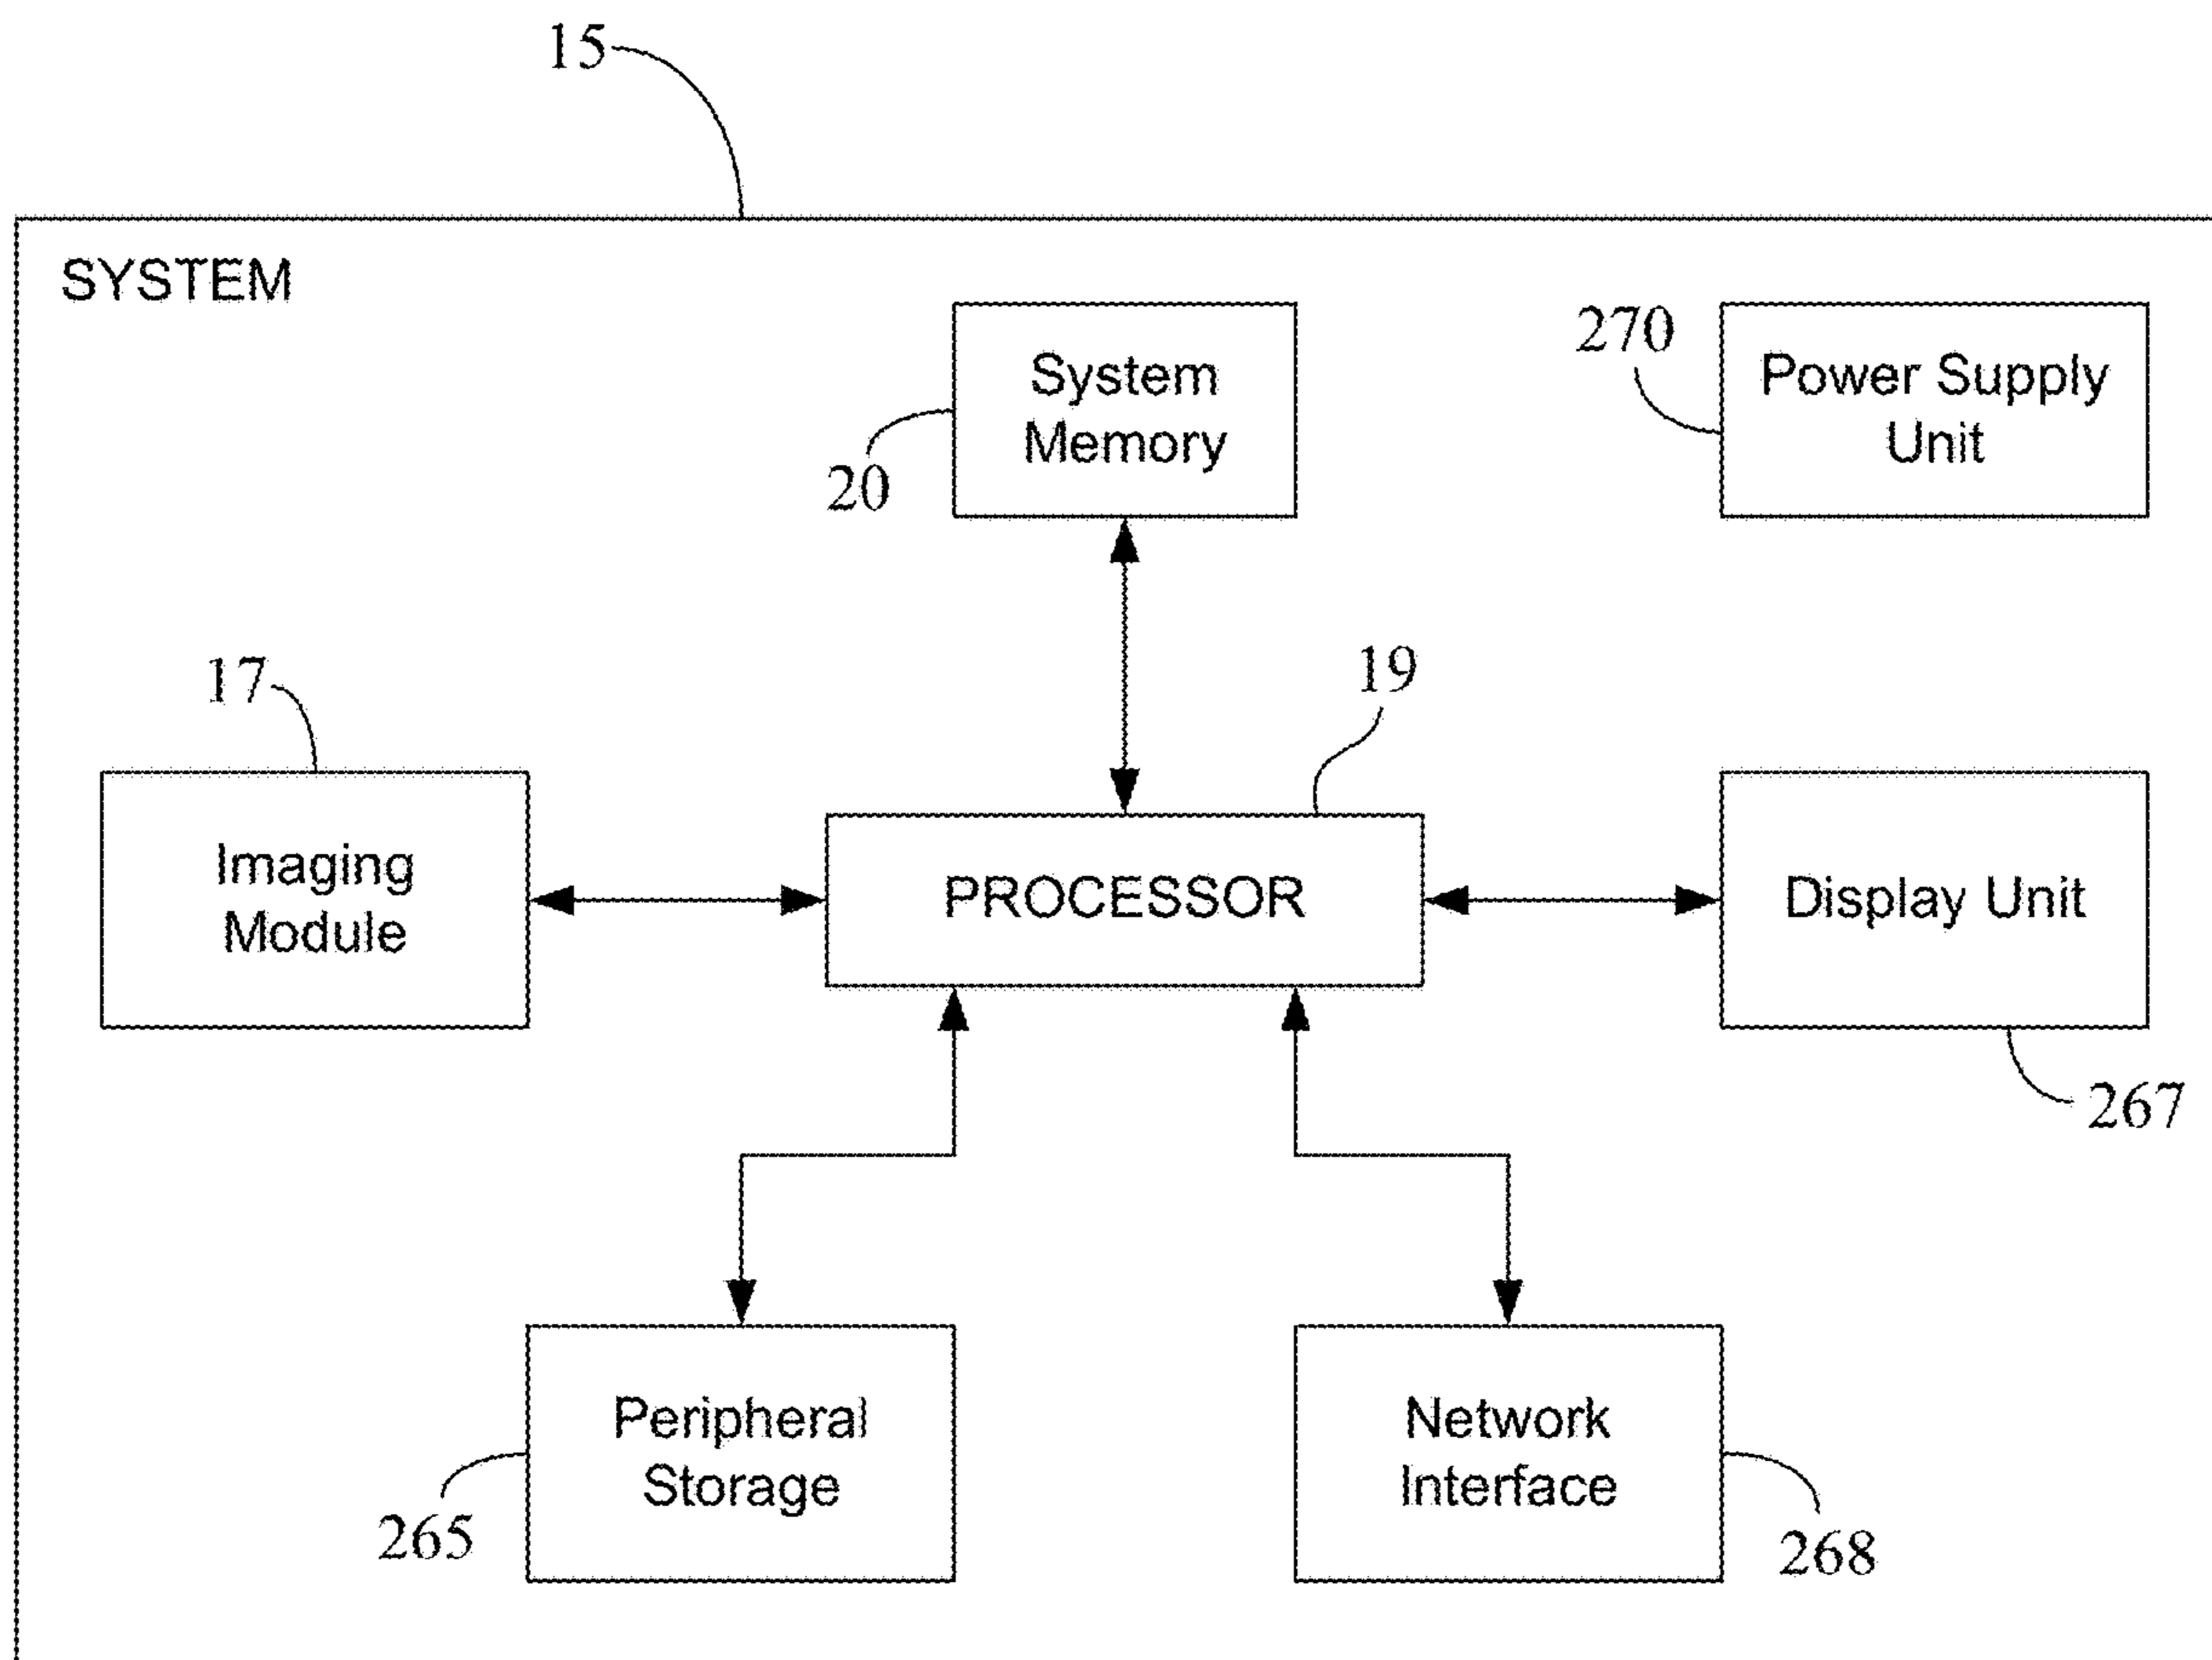 15
SYSTEM
System
Memory
20
270
Power Supply
Unit
17
Imaging
Module
19
PROCESSOR
Display Unit
267
Peripheral
Storage
265
Network
Interface
268